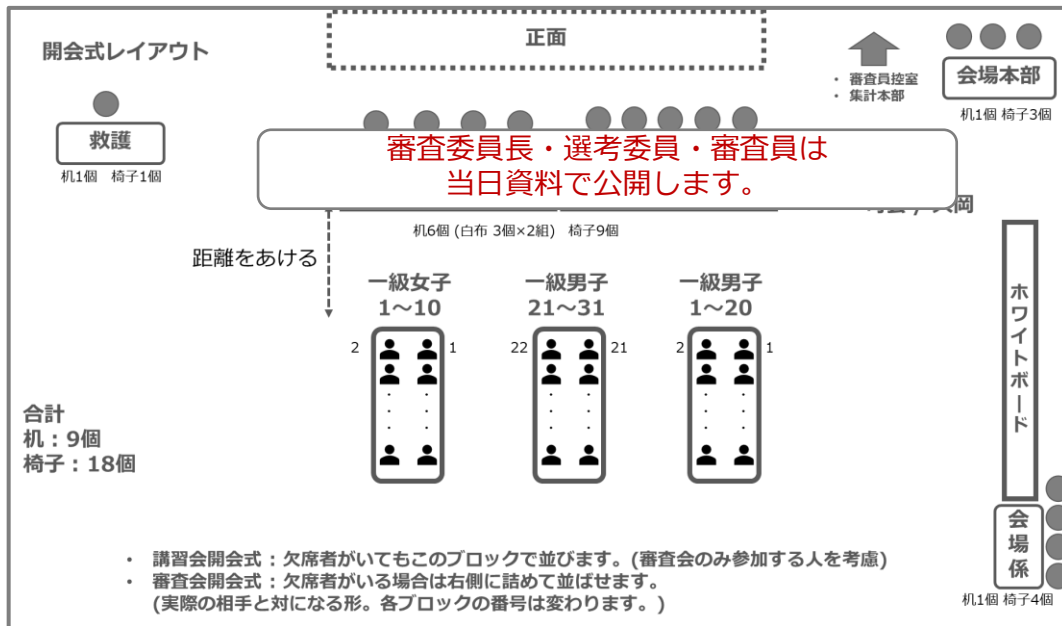 開会式レイアウト
正面
・ 審査員控室
・ 集計本部
会場本部
机1個 椅子3個
救護
机1個 椅子1個
審査委員長・選考委員・審査員は
当日資料で公開します。
机6個 (白布 3個×2組) 椅子9個
距離をあける
一級女子
1～10
一級男子
21～31
一級男子
1～20
2 1
22 21
2 1
ホワイトボード
合計
机：9個
椅子：18個
会場係
机1個 椅子4個
・ 講習会開会式：欠席者がいてもこのブロックで並びます。(審査会のみ参加する人を考慮)
・ 審査会開会式：欠席者がいる場合は右側に詰めて並ばせます。
(実際の相手と対になる形。各ブロックの番号は変わります。)